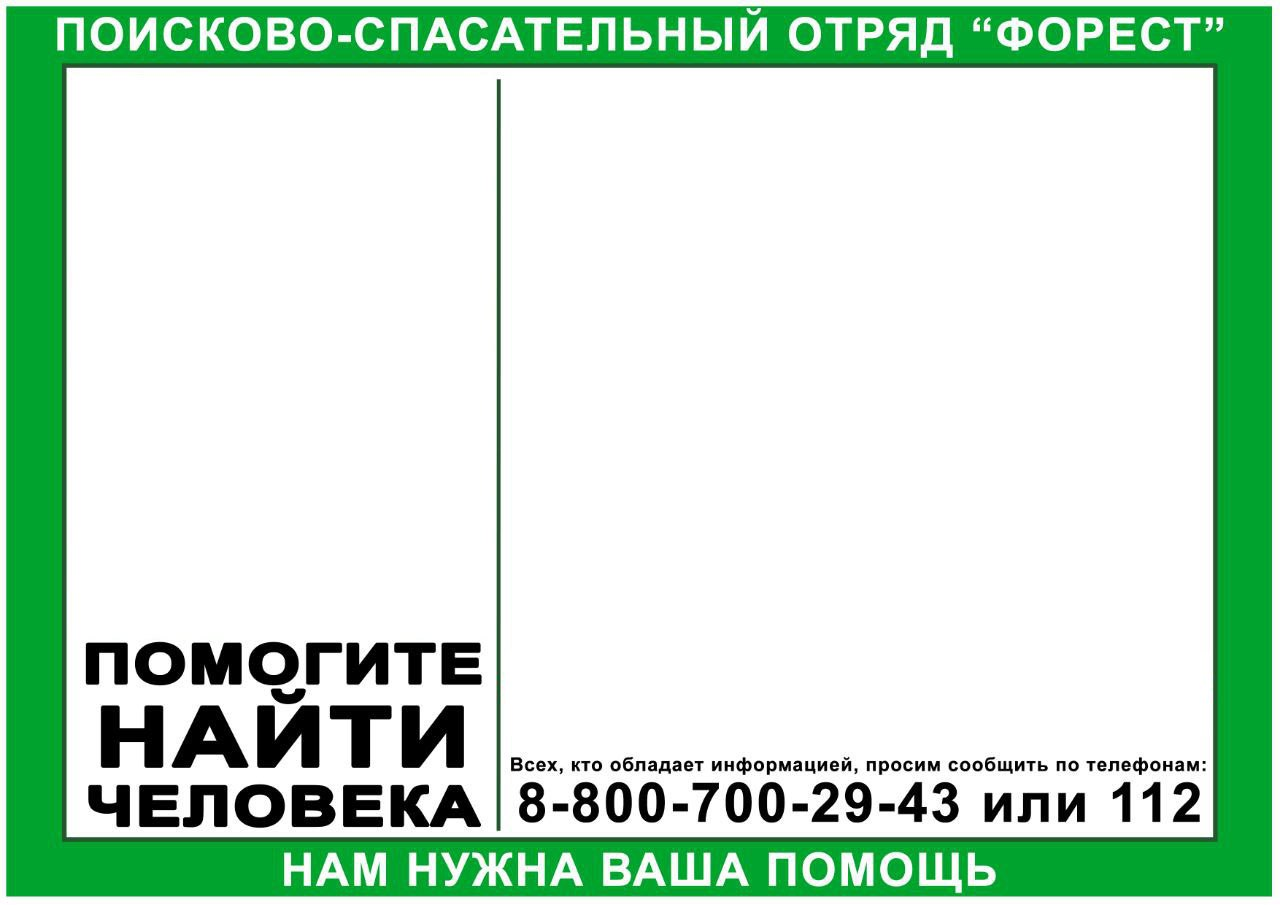 ПОИСКОВО-СПАСАТЕЛЬНЫЙ ОТРЯД “ФОРЕСТ”
ПОМОГИТЕ
НАЙТИ
ЧЕЛОВЕКА
Всех, кто обладает информацией, просим сообщить по телефонам:
8-800-700-29-43 или 112
НАМ НУЖНА ВАША ПОМОЩЬ